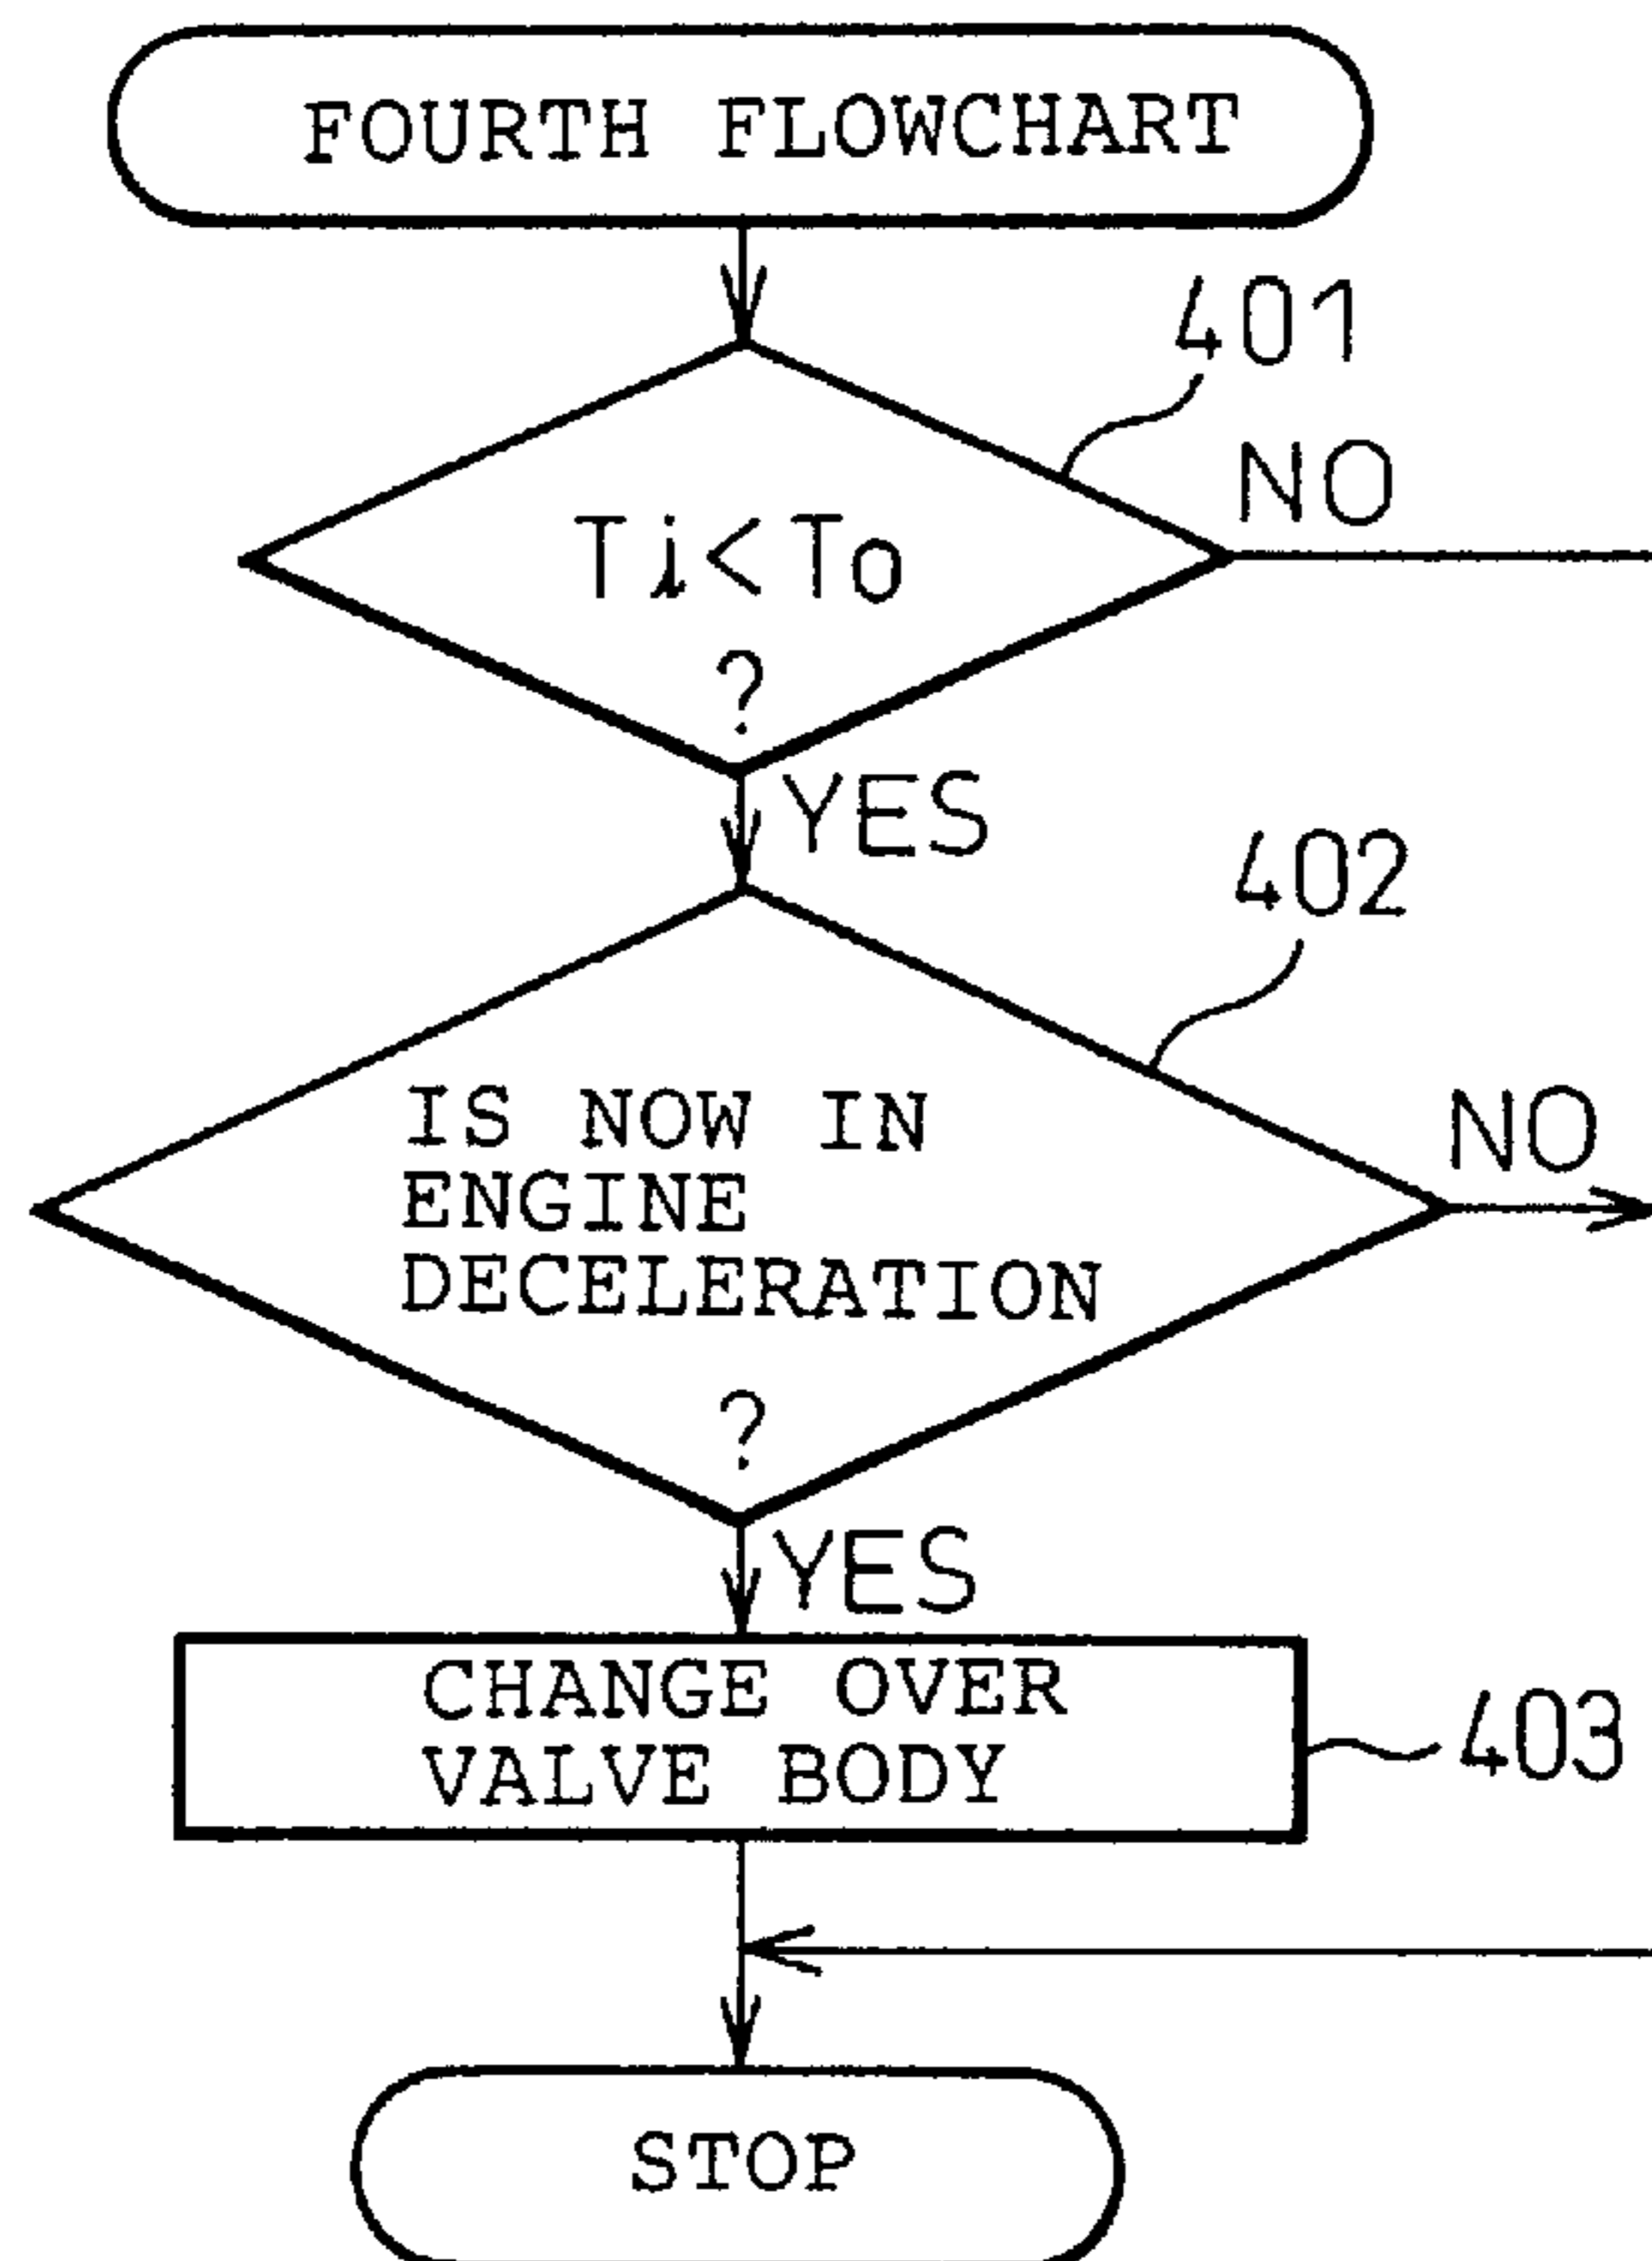 FOURTH FLOWCHART
401
NO
Ti<To
?
YES
402
NO
IS NOW IN
ENGINE
DECELERATION
?
YES
CHANGE OVER
VALVE BODY
403
STOP